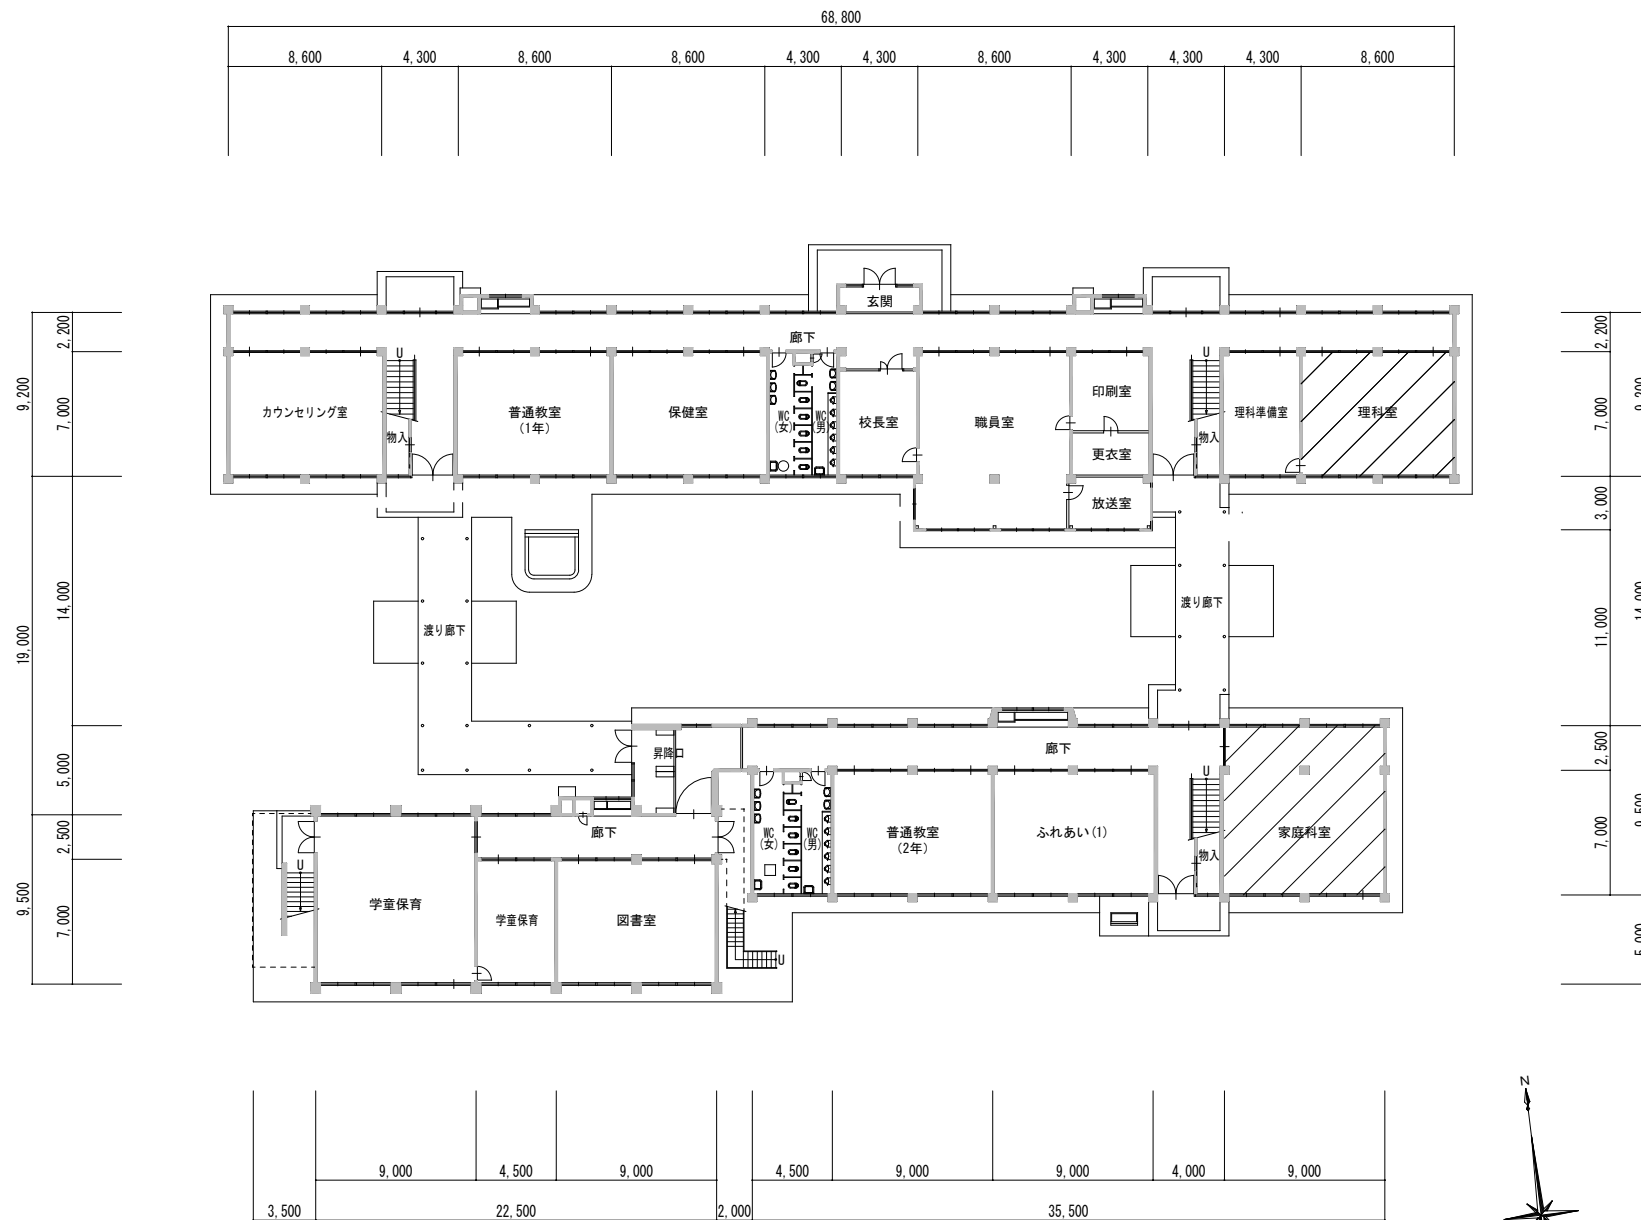 68,800
8,600
4,300
8,600
8,600
4,300
4,300
8,600
4,300
4,300
4,300
8,600
玄関
廊下
U
U
カウンセリング室
物入
普通教室
(1年)
保健室
WC
(女)
WC
(男)
校長室
職員室
印刷室
更衣室
放送室
物入
理科準備室
理科室
2,200
9,200
7,000
14,000
19,000
5,000
2,500
9,500
7,000
2,200
9,200
7,000
3,000
14,000
11,000
2,500
9,500
7,000
5,000
渡り廊下
渡り廊下
昇降
廊下
U
廊下
WC
(女)
WC
(男)
普通教室
(2年)
ふれあい(1)
物入
家庭科室
U
学童保育
学童保育
図書室
U
N
9,000
4,500
9,000
4,500
9,000
9,000
4,000
9,000
3,500
22,500
2,000
35,500